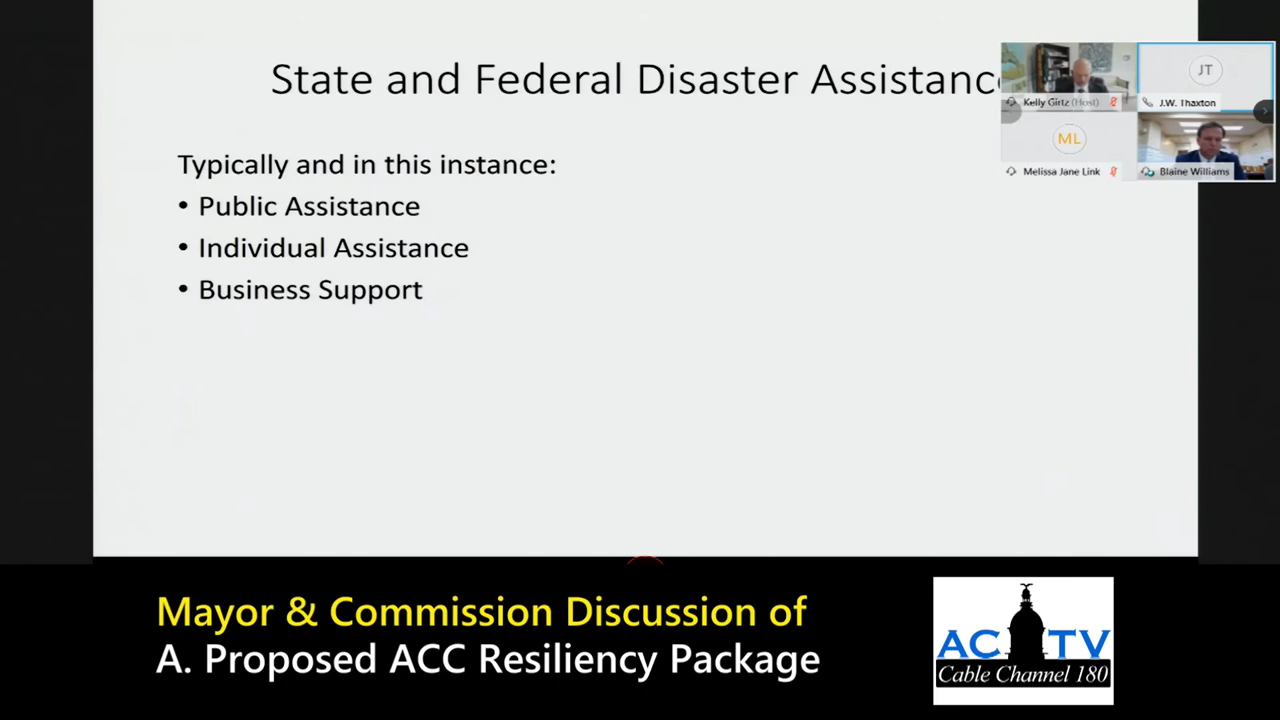 State and Federal Disaster Assistanc
Typically and in this instance:
• Public Assistance
• Individual Assistance
• Business Support
Kelly Girtz (Host)
JT
J.W. Thaxton
ML
Melissa Jane Link
Blaine Williams
Mayor & Commission Discussion of
A. Proposed ACC Resiliency Package
ACTV
Cable Channel 180